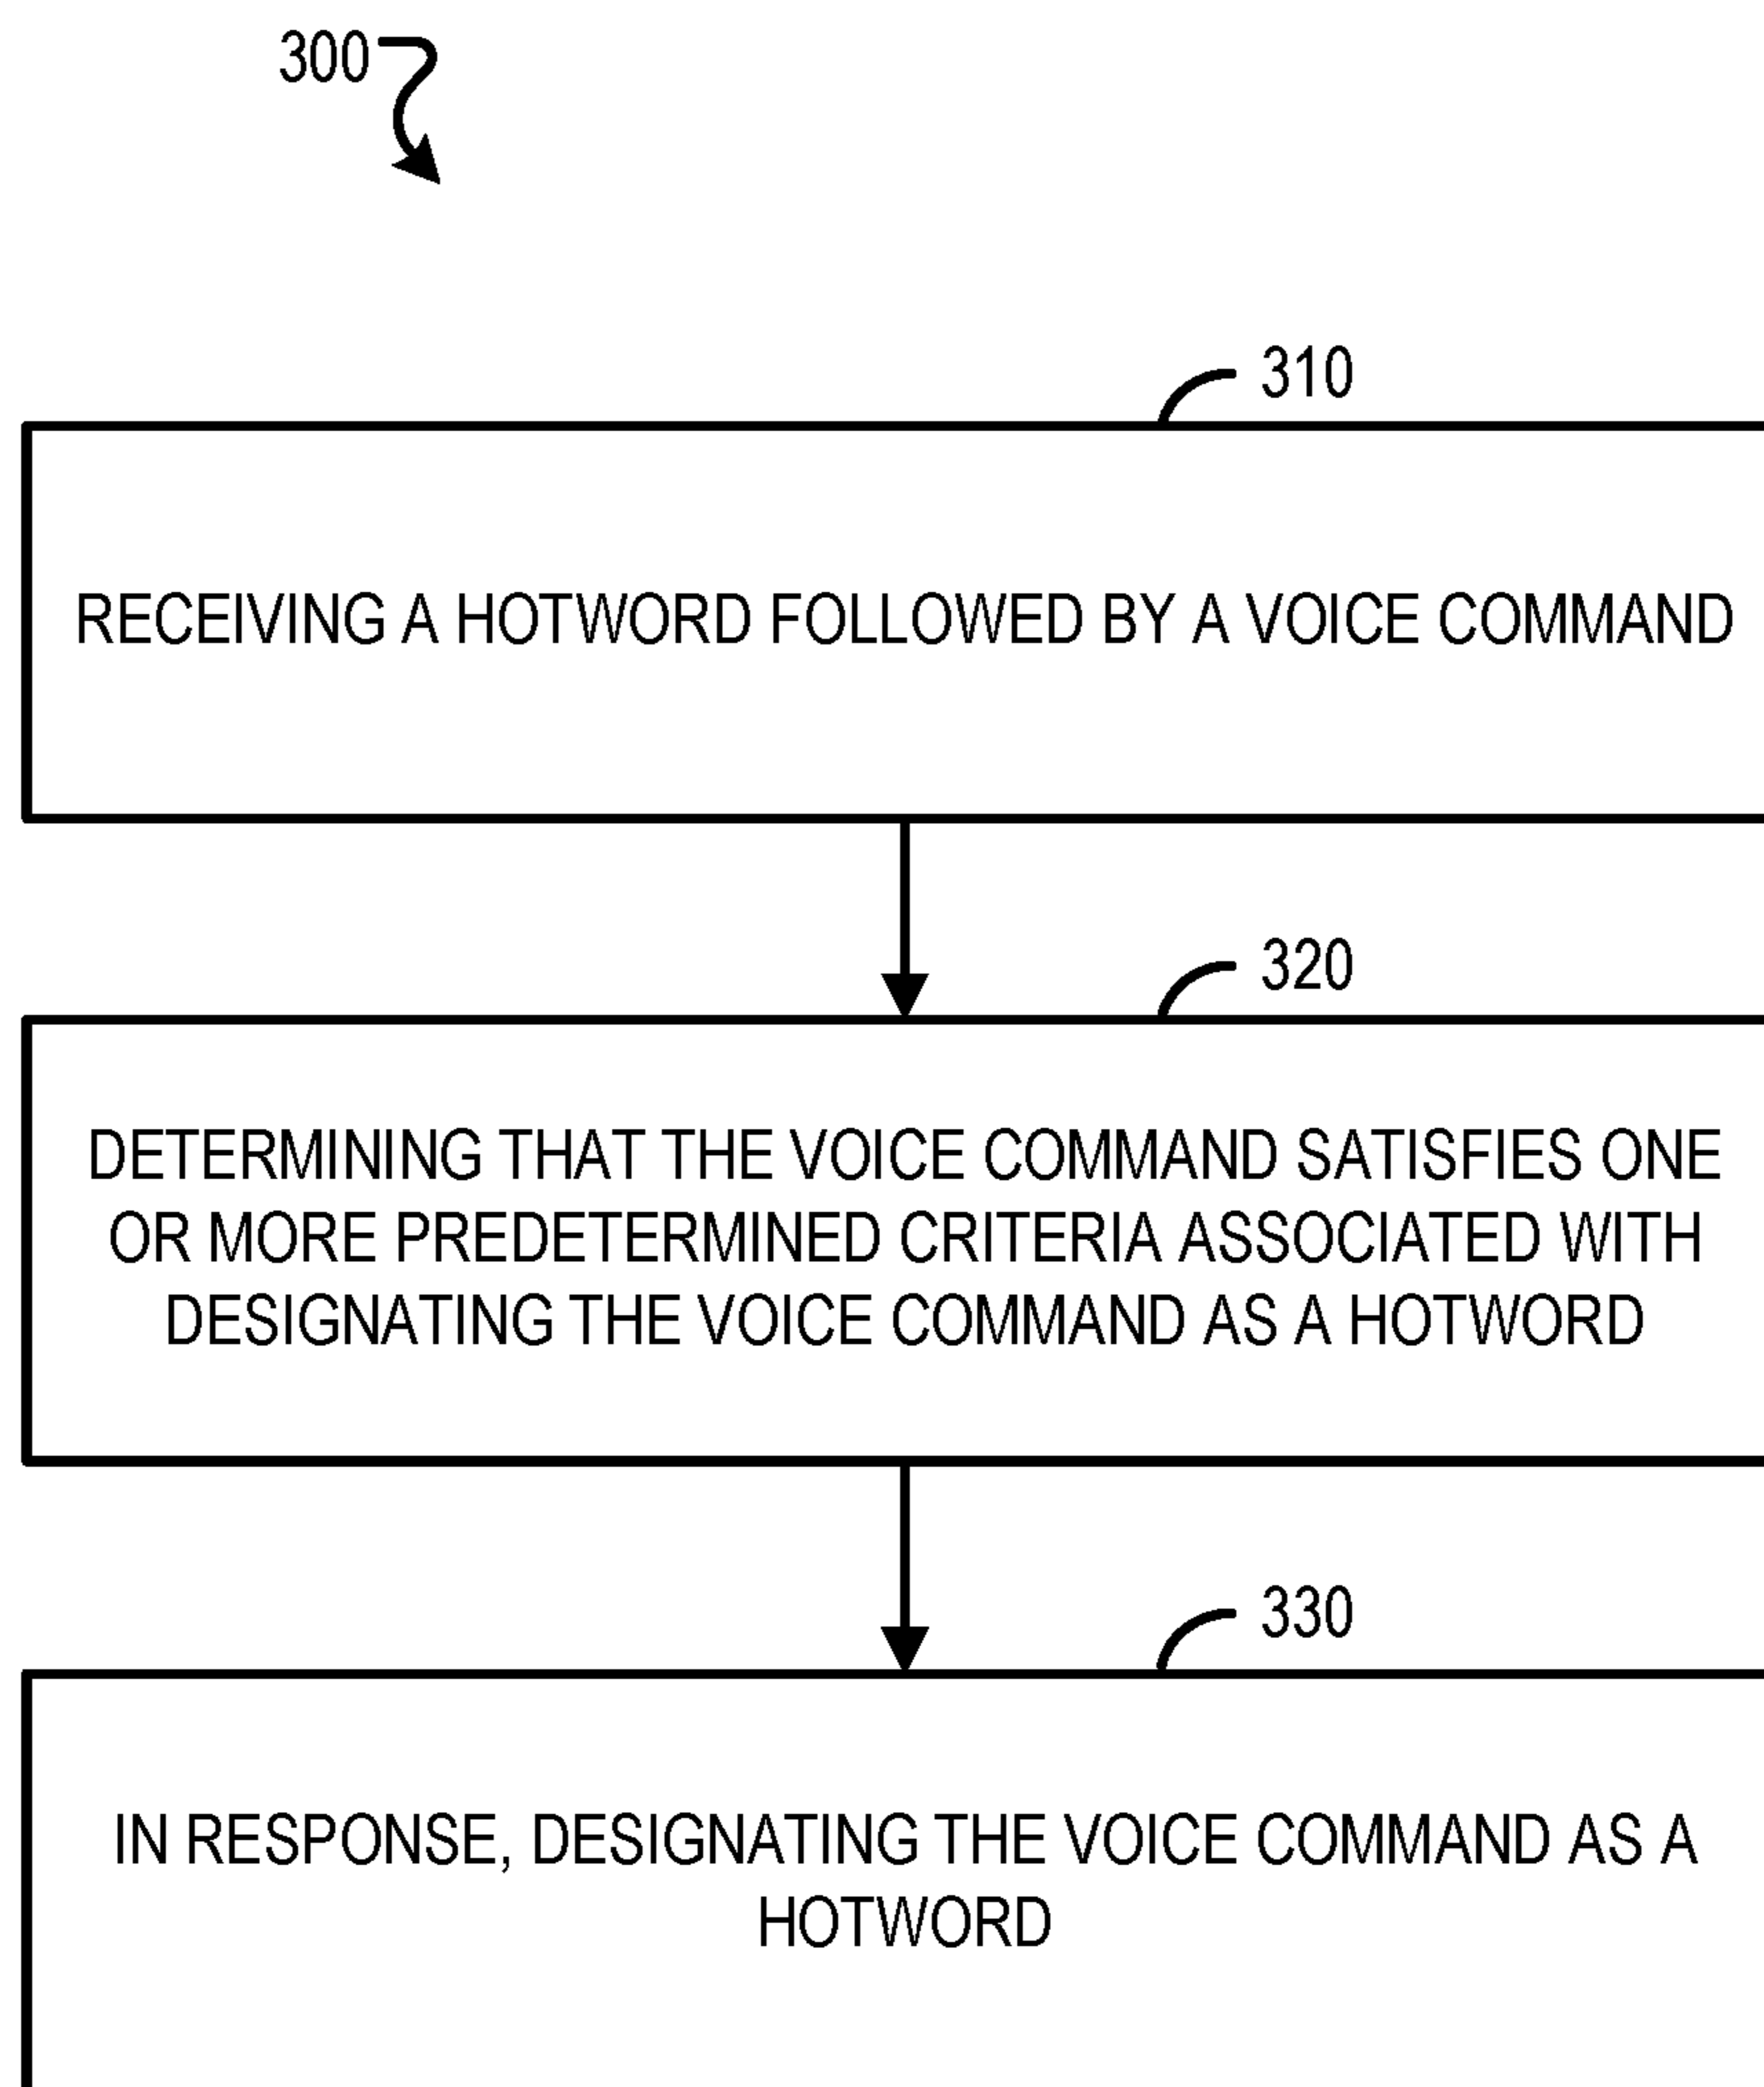 300
310
RECEIVING A HOTWORD FOLLOWED BY A VOICE COMMAND
320
DETERMINING THAT THE VOICE COMMAND SATISFIES ONE
OR MORE PREDETERMINED CRITERIA ASSOCIATED WITH
DESIGNATING THE VOICE COMMAND AS A HOTWORD
330
IN RESPONSE, DESIGNATING THE VOICE COMMAND AS A
HOTWORD